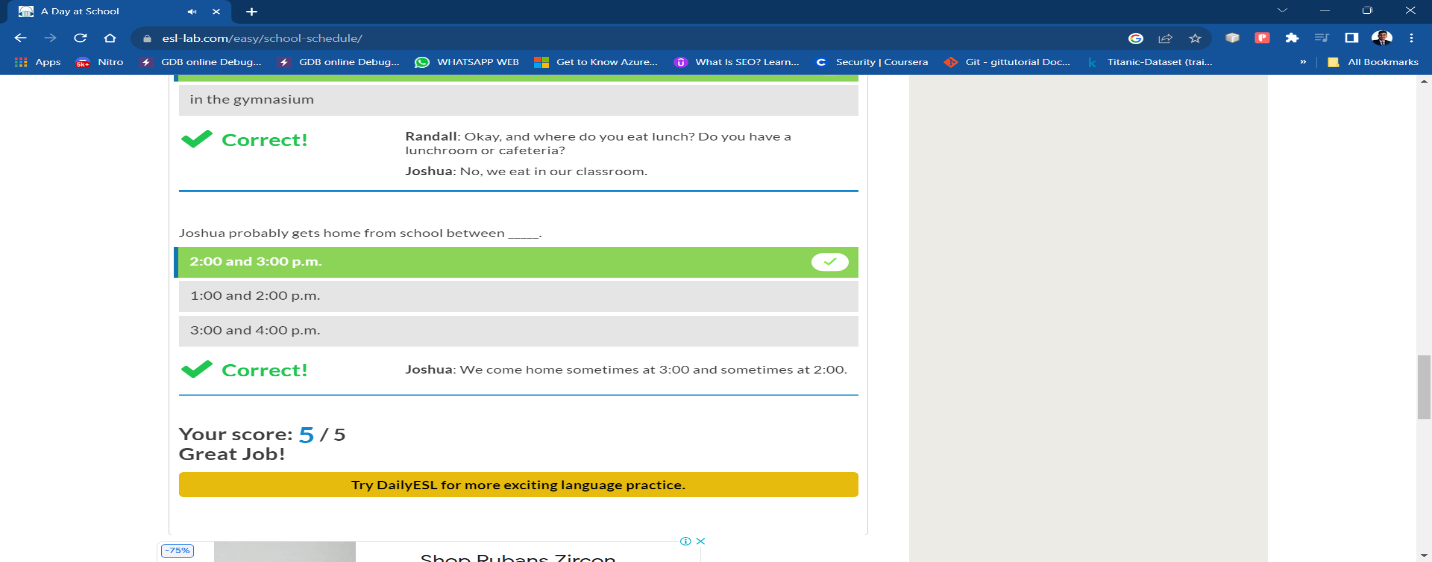 A Day at School
esl-lab.com/easy/school-schedule/
Apps Nitro GDB online Debug... GDB online Debug... WHATSAPP WEB Get to Know Azure... What Is SEO? Learn... Security | Coursera Git - gittutorial Doc... Titanic-Dataset (trai... » All Bookmarks
in the gymnasium
Correct!
Randall: Okay, and where do you eat lunch? Do you have a
lunchroom or cafeteria?
Joshua: No, we eat in our classroom.
Joshua probably gets home from school between _____.
2:00 and 3:00 p.m.
1:00 and 2:00 p.m.
3:00 and 4:00 p.m.
Correct!
Joshua: We come home sometimes at 3:00 and sometimes at 2:00.
Your score: 5 / 5
Great Job!
Try DailyESL for more exciting language practice.
-75%
Shop Rubans Zircon